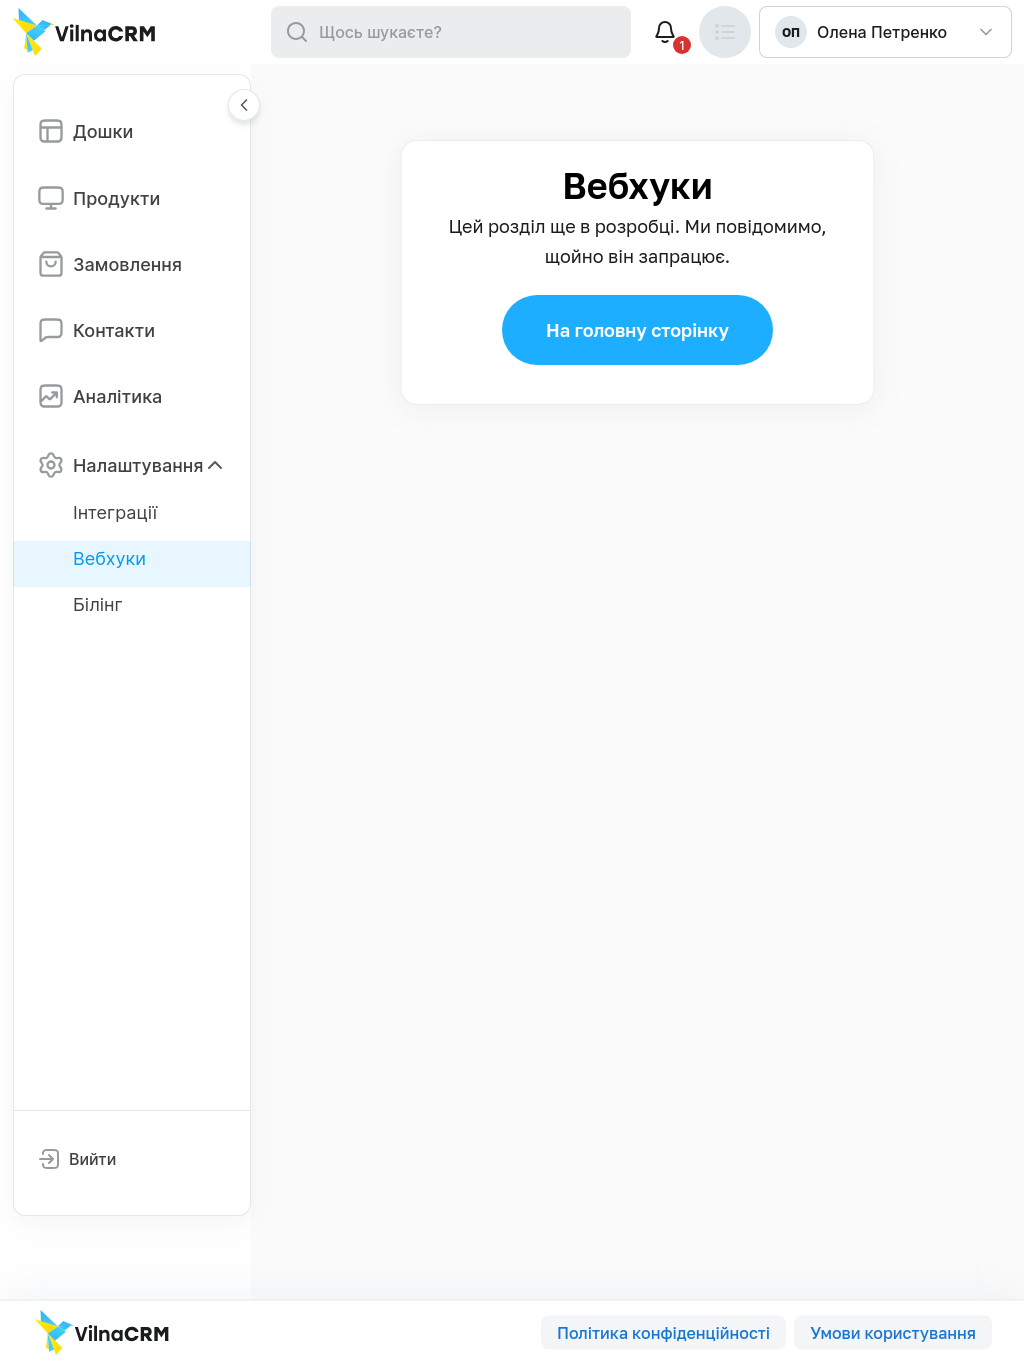 VilnaCRM
Щось шукаєте?
1
ОП
Олена Петренко
Дошки
Продукти
Замовлення
Контакти
Аналітика
Налаштування
Інтеграції
Вебхуки
Білінг
Вийти
Вебхуки
Цей розділ ще в розробці. Ми повідомимо,
щойно він запрацює.
На головну сторінку
VilnaCRM
Політика конфіденційності
Умови користування